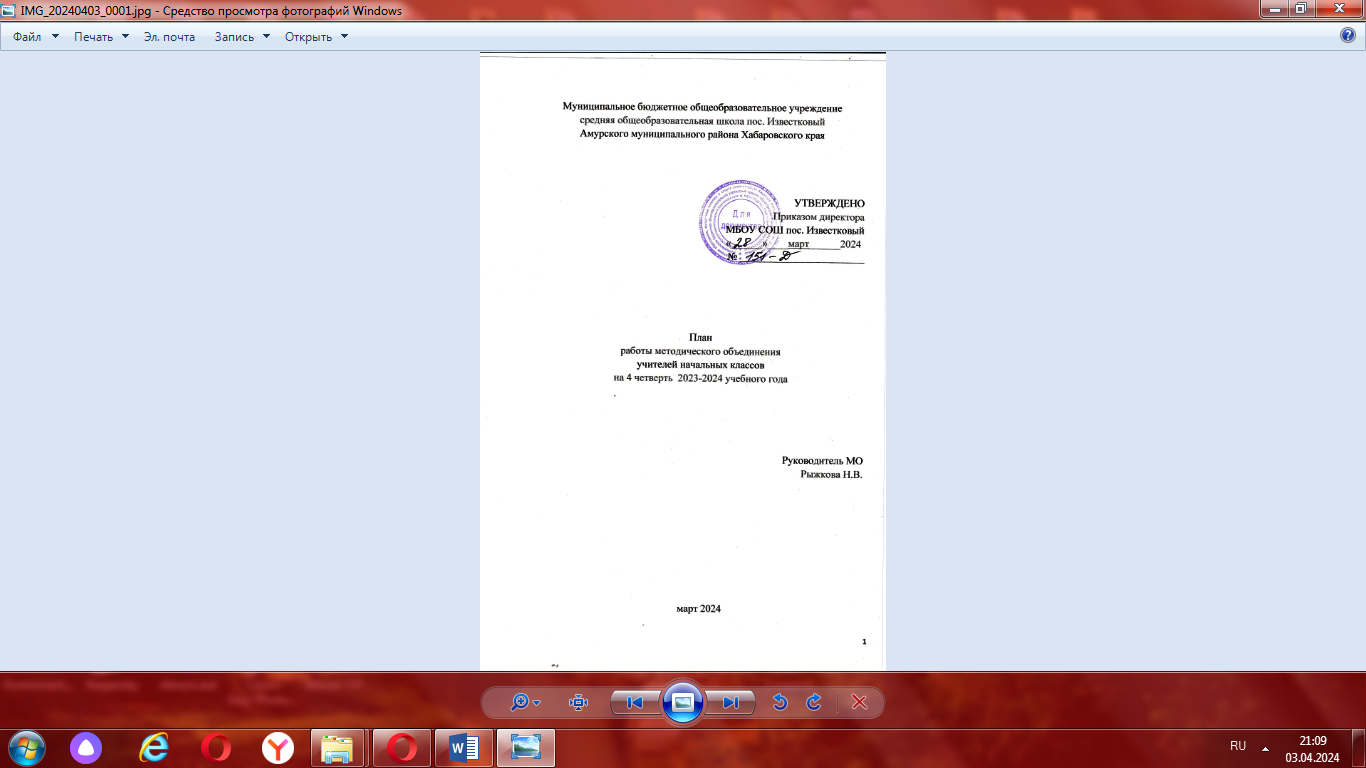 IMG_20240403_0001.jpg - Средство просмотра фотографий Windows
Файл Печать Эл. почта Запись Открыть
Муниципальное бюджетное общеобразовательное учреждение
средняя общеобразовательная школа пос. Известковый
Амурского муниципального района Хабаровского края
УТВЕРЖДЕНО
Приказом директора
МБОУ СОШ пос. Известковый
« 28 » март 2024
№ 151-Д
Для
документов
План
работы методического объединения
учителей начальных классов
на 4 четверть 2023-2024 учебного года
Руководитель МО
Рыжкова Н.В.
март 2024
1
RU
21:09
03.04.2024